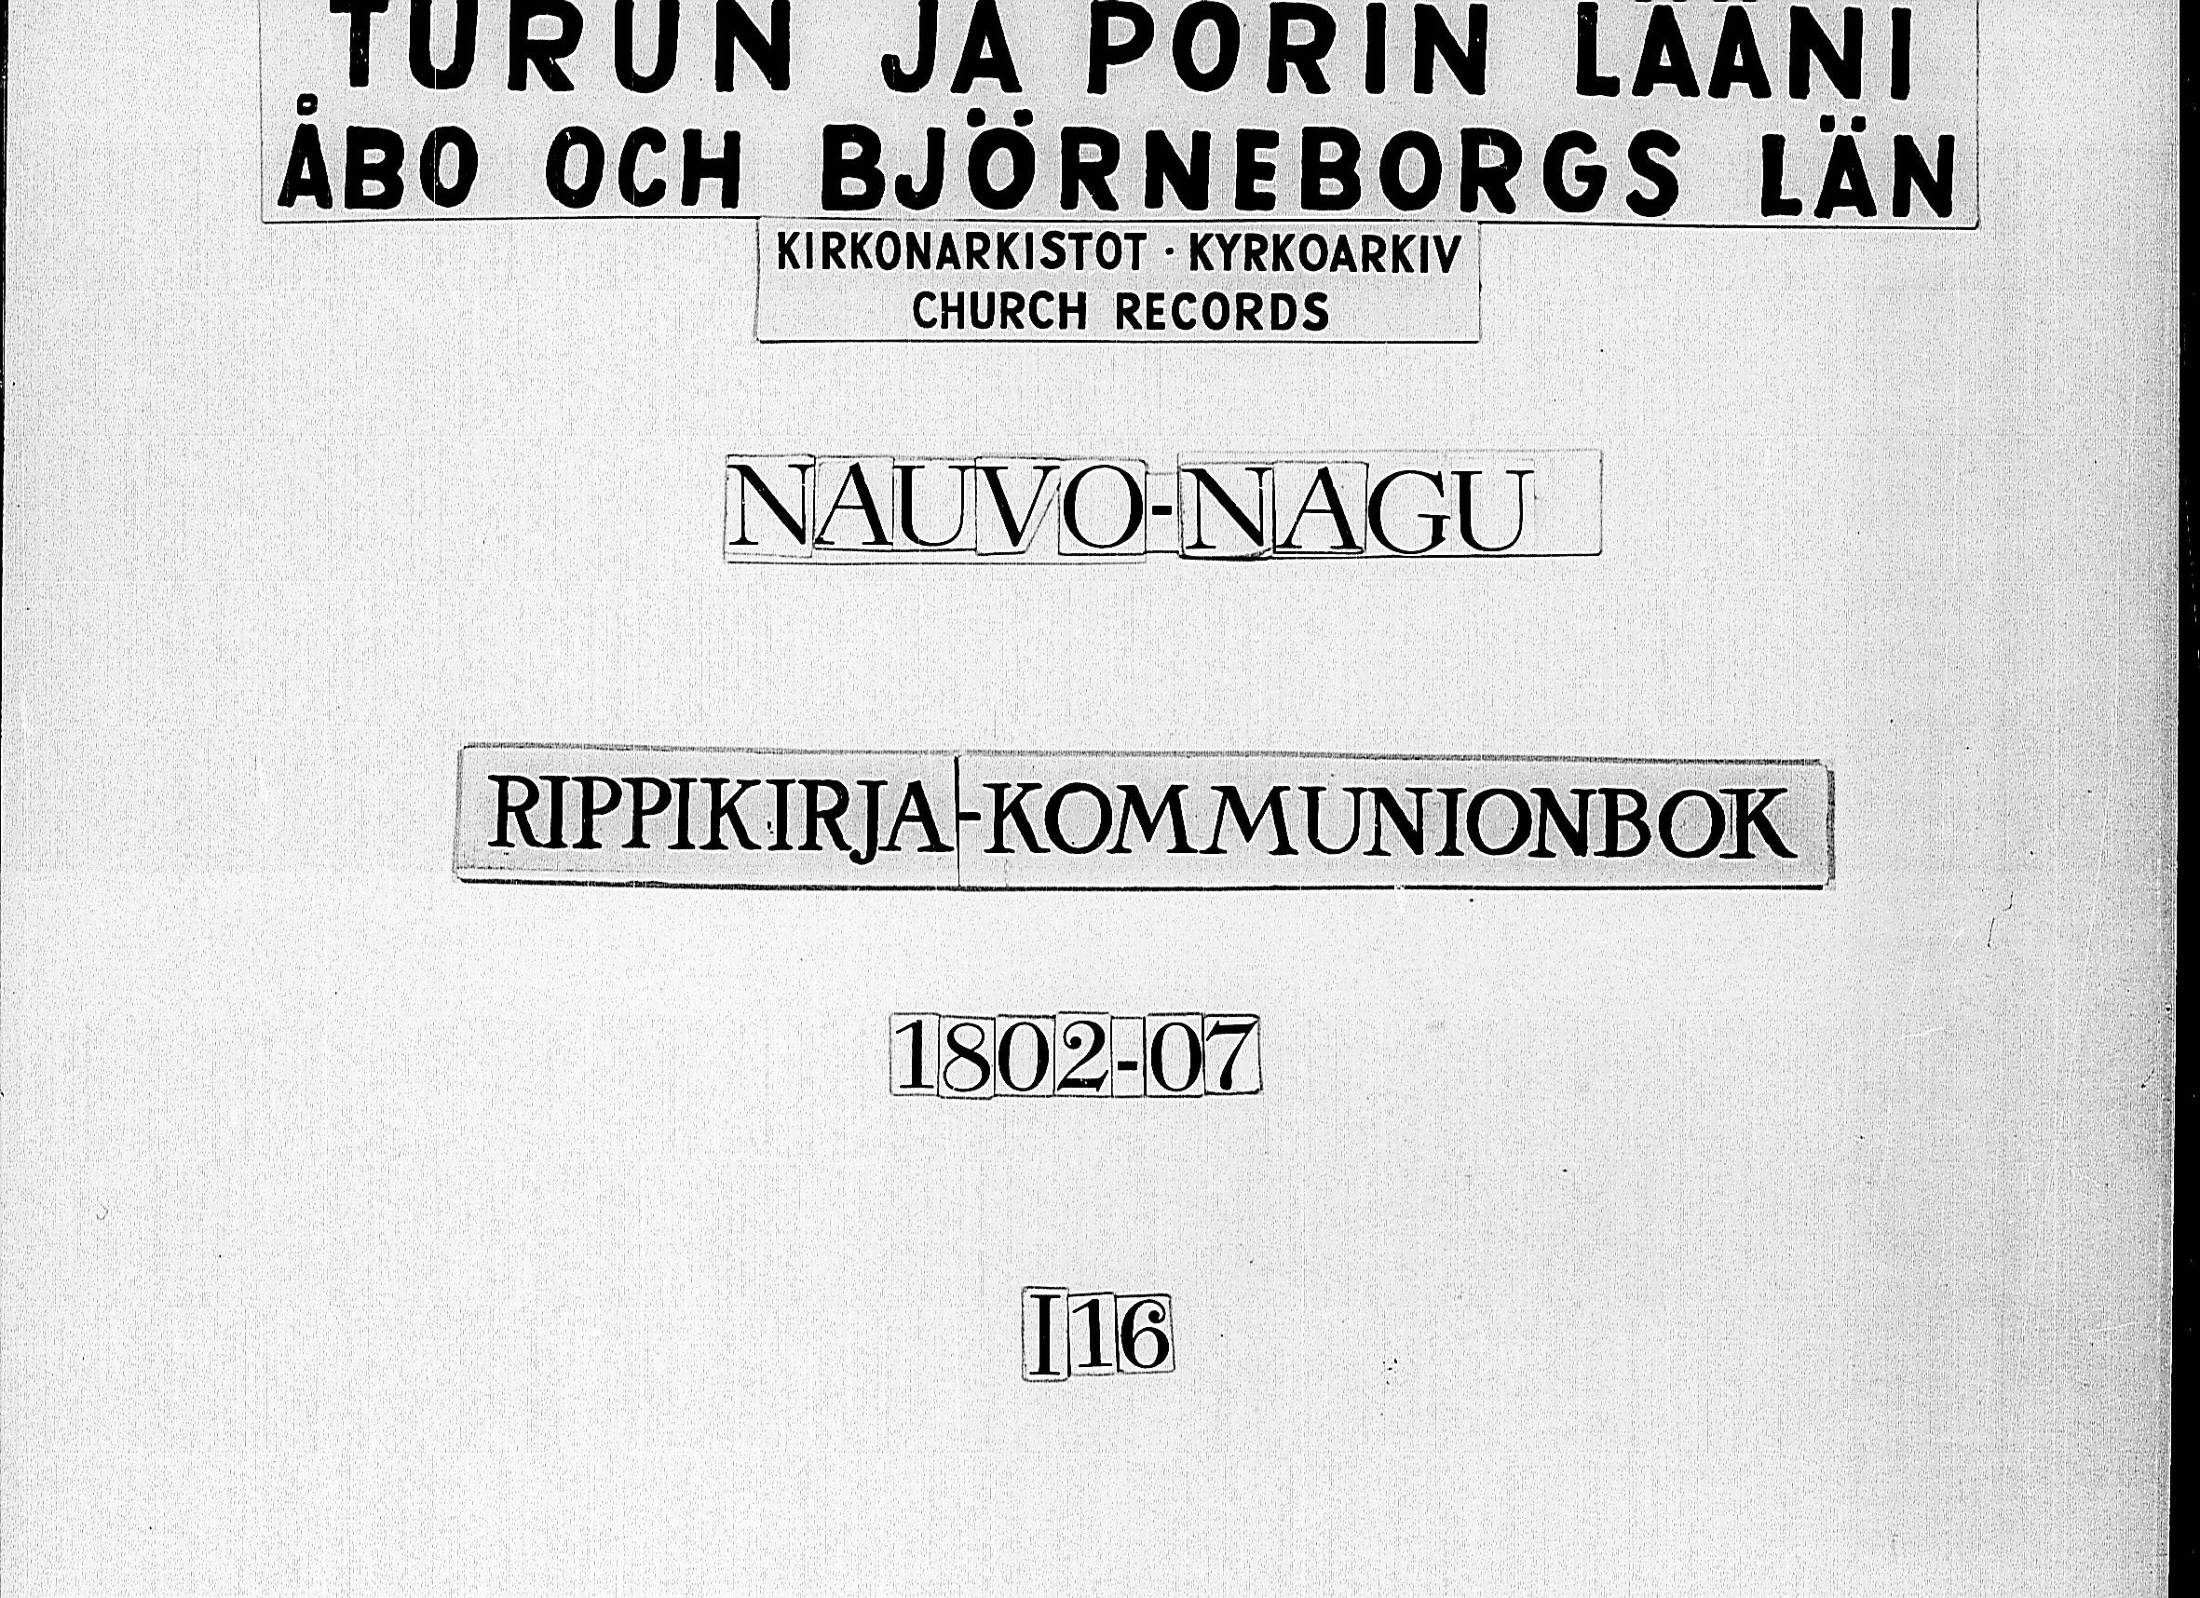 TURUN JA PORIN LÄÄNI
ÅBO OCH BJÖRNEBORGS LÄN
KIRKONARKISTOT · KYRKOARKIV
CHURCH RECORDS
NAUVO-NAGU
RIPPIKIRJA-KOMMUNIONBOK
1802-07
I16